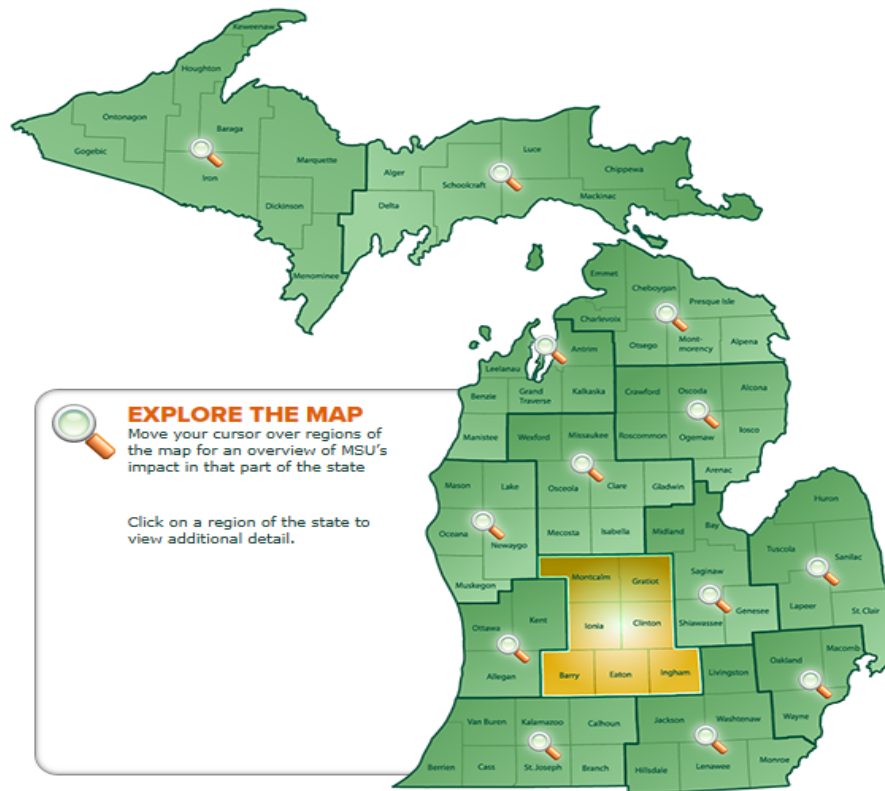 Keweenaw
Houghton
Ontonagon
Baraga
Gogebic
Iron
Marquette
Dickinson
Menominee
Alger
Delta
Schoolcraft
Luce
Chippewa
Mackinac
Emmet
Cheboygan
Presque Isle
Charlevoix
Otsego
Mont-
morency
Alpena
Antrim
Leelanau
Benzie
Grand
Traverse
Kalkaska
Manistee
Crawford
Oscoda
Alcona
Roscommon
Ogemaw
Iosco
Arenac
Wexford
Missaukee
Osceola
Clare
Gladwin
Mecosta
Isabella
EXPLORE THE MAP
Move your cursor over regions of
the map for an overview of MSU's
impact in that part of the state
Click on a region of the state to
view additional detail.
Mason
Lake
Oceana
Newaygo
Muskegon
Midland
Bay
Saginaw
Genesee
Shiawassee
Huron
Tuscola
Sanilac
Lapeer
St. Clair
Montcalm
Gratiot
Ionia
Clinton
Barry
Eaton
Ingham
Ottawa
Kent
Allegan
Livingston
Oakland
Macomb
Wayne
Van Buren
Kalamazoo
Calhoun
Berrien
Cass
St. Joseph
Branch
Jackson
Washtenaw
Hillsdale
Lenawee
Monroe